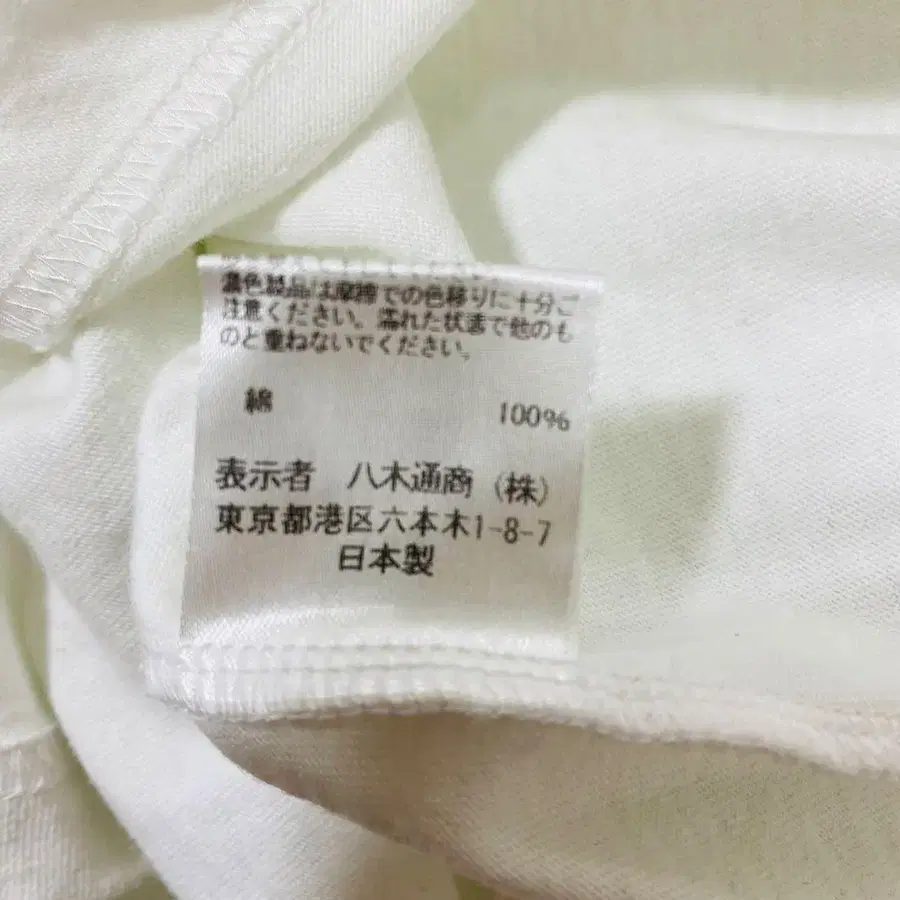 濃色製品は摩擦での色移りに十分ご
注意ください。濡れた状態で他のも
のと重ねないでください。
綿 100%
表示者 八木通商（株）
東京都港区六本木1-8-7
日本製